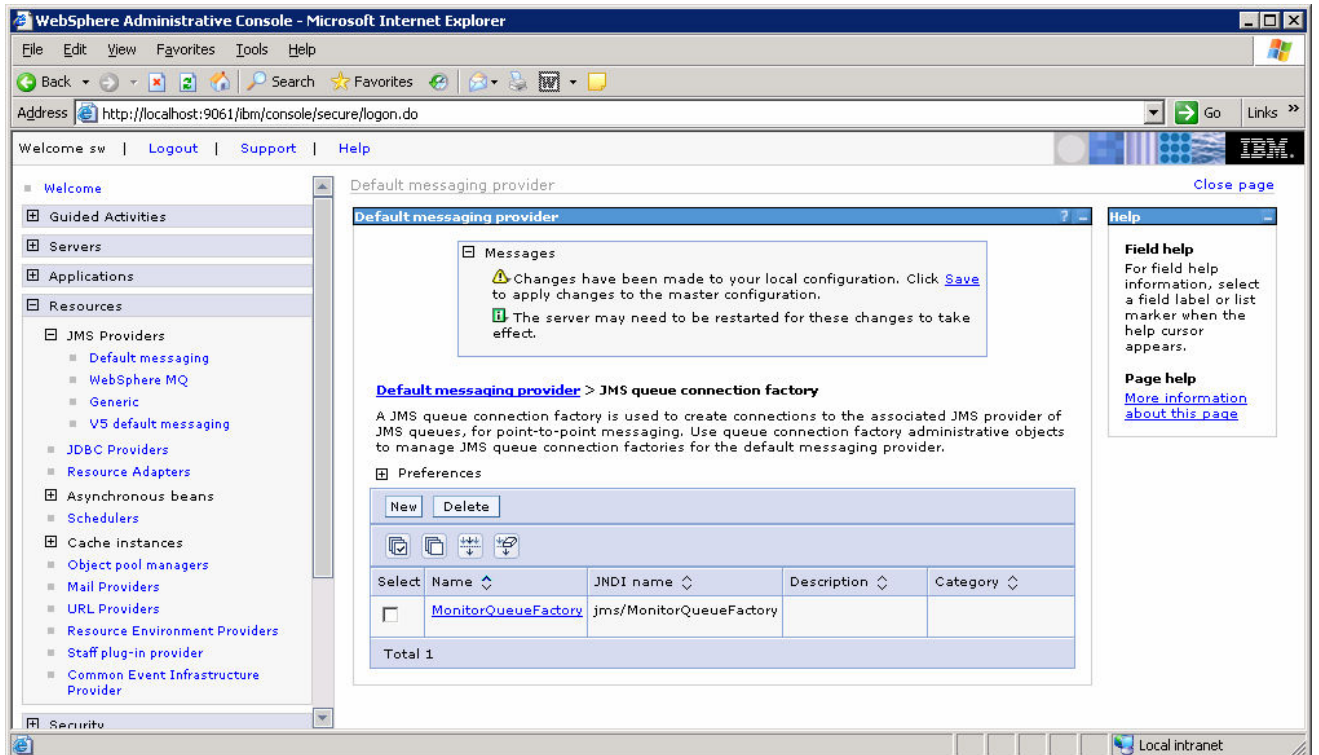 WebSphere Administrative Console - Microsoft Internet Explorer
File Edit View Favorites Tools Help
Back Search Favorites
Address http://localhost:9061/ibm/console/secure/logon.do Go Links »
Welcome sw | Logout | Support | Help IBM.
Welcome
Guided Activities
Servers
Applications
Resources
JMS Providers
Default messaging
WebSphere MQ
Generic
V5 default messaging
JDBC Providers
Resource Adapters
Asynchronous beans
Schedulers
Cache instances
Object pool managers
Mail Providers
URL Providers
Resource Environment Providers
Staff plug-in provider
Common Event Infrastructure
Provider
Security
Default messaging provider Close page
Default messaging provider ? -
Messages
Changes have been made to your local configuration. Click Save
to apply changes to the master configuration.
The server may need to be restarted for these changes to take
effect.
Default messaging provider > JMS queue connection factory
A JMS queue connection factory is used to create connections to the associated JMS provider of
JMS queues, for point-to-point messaging. Use queue connection factory administrative objects
to manage JMS queue connection factories for the default messaging provider.
Preferences
New Delete
Select Name JNDI name Description Category
MonitorQueueFactory jms/MonitorQueueFactory
Total 1
Help -
Field help
For field help
information, select
a field label or list
marker when the
help cursor
appears.
Page help
More information
about this page
Local intranet